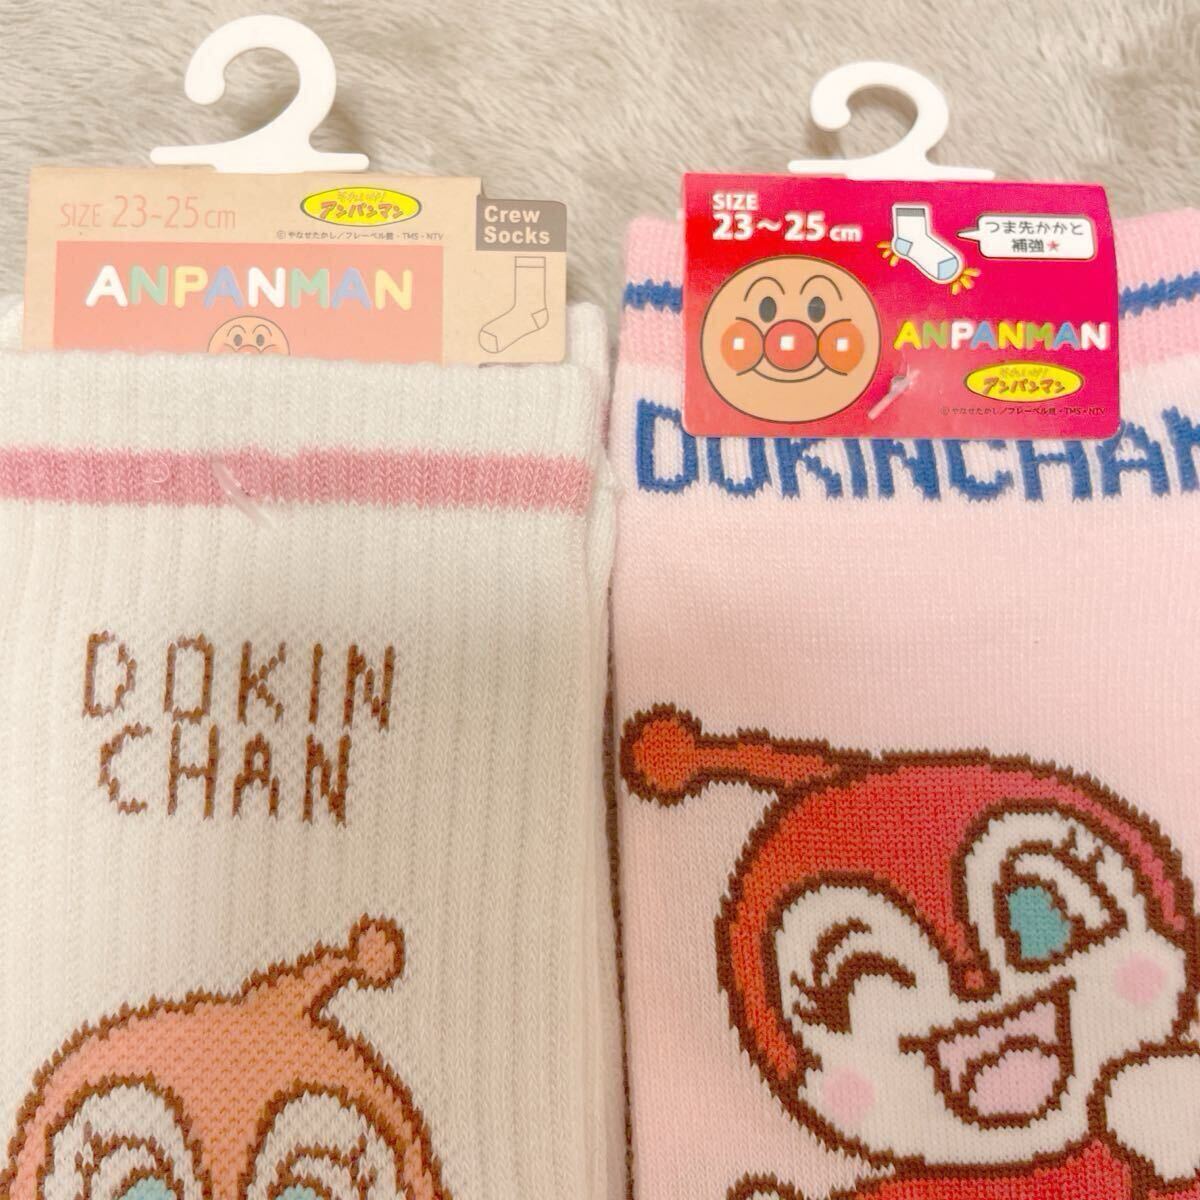 SIZE 23~25cm
それいけ!
アンパンマン
©やなせたかし/フレーベル館・TMS・NTV
Crew
Socks
ANPANMAN
DOKIN
CHAN
SIZE
23~25cm
つま先かかと
補強★
ANPANMAN
それいけ!
アンパンマン
©やなせたかし/フレーベル館・TMS・NTV
DOKINCHAN